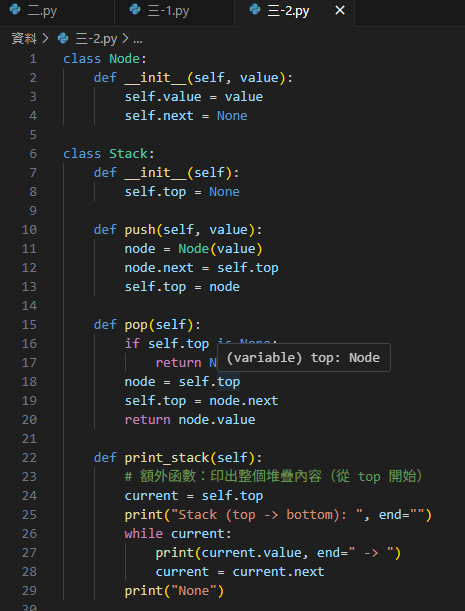 二.py 三-1.py 三-2.py ×
資料 > 三-2.py > ...
1 class Node:
2     def __init__(self, value):
3         self.value = value
4         self.next = None
5
6 class Stack:
7     def __init__(self):
8         self.top = None
9
10     def push(self, value):
11         node = Node(value)
12         node.next = self.top
13         self.top = node
14
15     def pop(self):
16         if self.top is None:
(variable) top: Node
17             return N
18         node = self.top
19         self.top = node.next
20         return node.value
21
22     def print_stack(self):
23         # 額外函數：印出整個堆疊內容（從 top 開始）
24         current = self.top
25         print("Stack (top -> bottom): ", end="")
26         while current:
27             print(current.value, end=" -> ")
28             current = current.next
29         print("None")
30